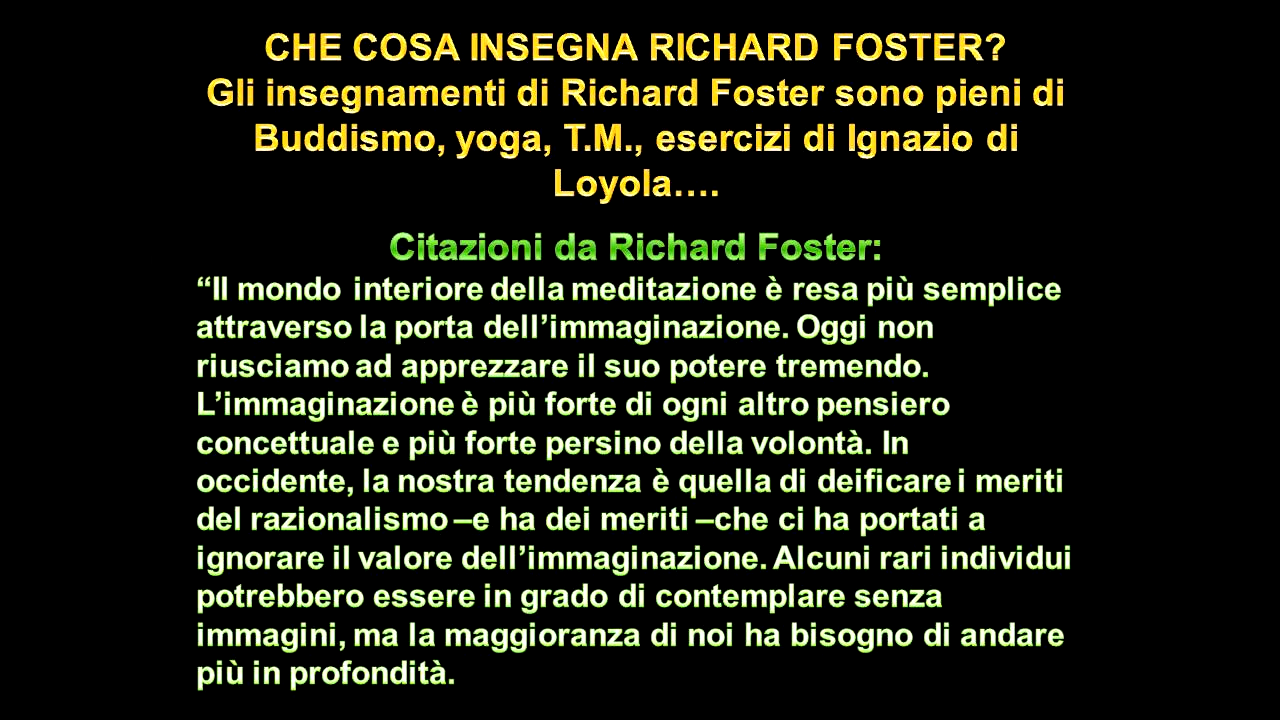 CHE COSA INSEGNA RICHARD FOSTER?
Gli insegnamenti di Richard Foster sono pieni di
Buddismo, yoga, T.M., esercizi di Ignazio di
Loyola….
Citazioni da Richard Foster:
“Il mondo interiore della meditazione è resa più semplice
attraverso la porta dell’immaginazione. Oggi non
riusciamo ad apprezzare il suo potere tremendo.
L’immaginazione è più forte di ogni altro pensiero
concettuale e più forte persino della volontà. In
occidente, la nostra tendenza è quella di deificare i meriti
del razionalismo –e ha dei meriti –che ci ha portati a
ignorare il valore dell’immaginazione. Alcuni rari individui
potrebbero essere in grado di contemplare senza
immagini, ma la maggioranza di noi ha bisogno di andare
più in profondità.